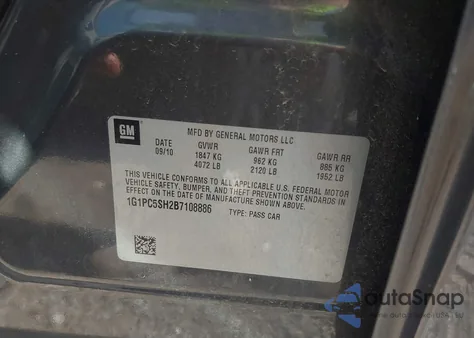 GM
MFD BY GENERAL MOTORS LLC
DATE GVWR GAWR FRT GAWR RR
09/10 1847 KG 962 KG 885 KG
4072 LB 2120 LB 1952 LB
THIS VEHICLE CONFORMS TO ALL APPLICABLE U.S. FEDERAL MOTOR
VEHICLE SAFETY, BUMPER, AND THEFT PREVENTION STANDARDS IN
EFFECT ON THE DATE OF MANUFACTURE SHOWN ABOVE.
1G1PC5SH2B7108886 TYPE: PASS CAR
autoSnap